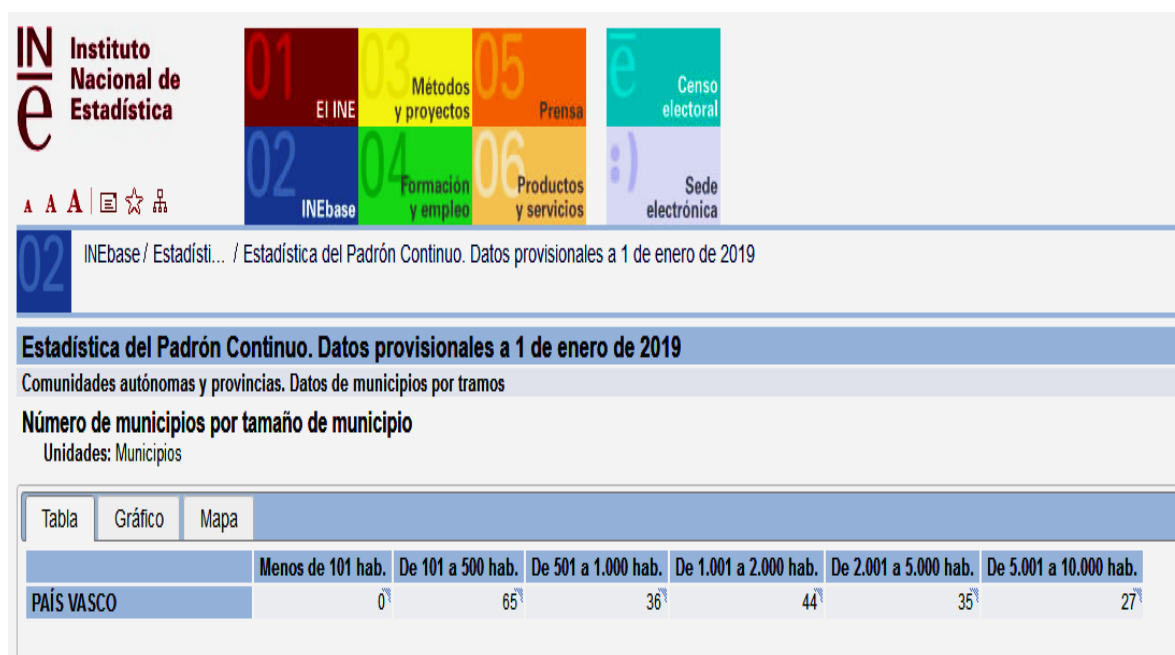 INe
Instituto
Nacional de
Estadística
01 El INE
03 Métodos
y proyectos
05 Prensa
e Censo
electoral
02 INEbase
04 Formación
y empleo
06 Productos
y servicios
:) Sede
electrónica
A A A
02 INEbase / Estadísti... / Estadística del Padrón Continuo. Datos provisionales a 1 de enero de 2019
Estadística del Padrón Continuo. Datos provisionales a 1 de enero de 2019
Comunidades autónomas y provincias. Datos de municipios por tramos
Número de municipios por tamaño de municipio
Unidades: Municipios
Tabla Gráfico Mapa
Menos de 101 hab. De 101 a 500 hab. De 501 a 1.000 hab. De 1.001 a 2.000 hab. De 2.001 a 5.000 hab. De 5.001 a 10.000 hab.
PAÍS VASCO 0 65 36 44 35 27